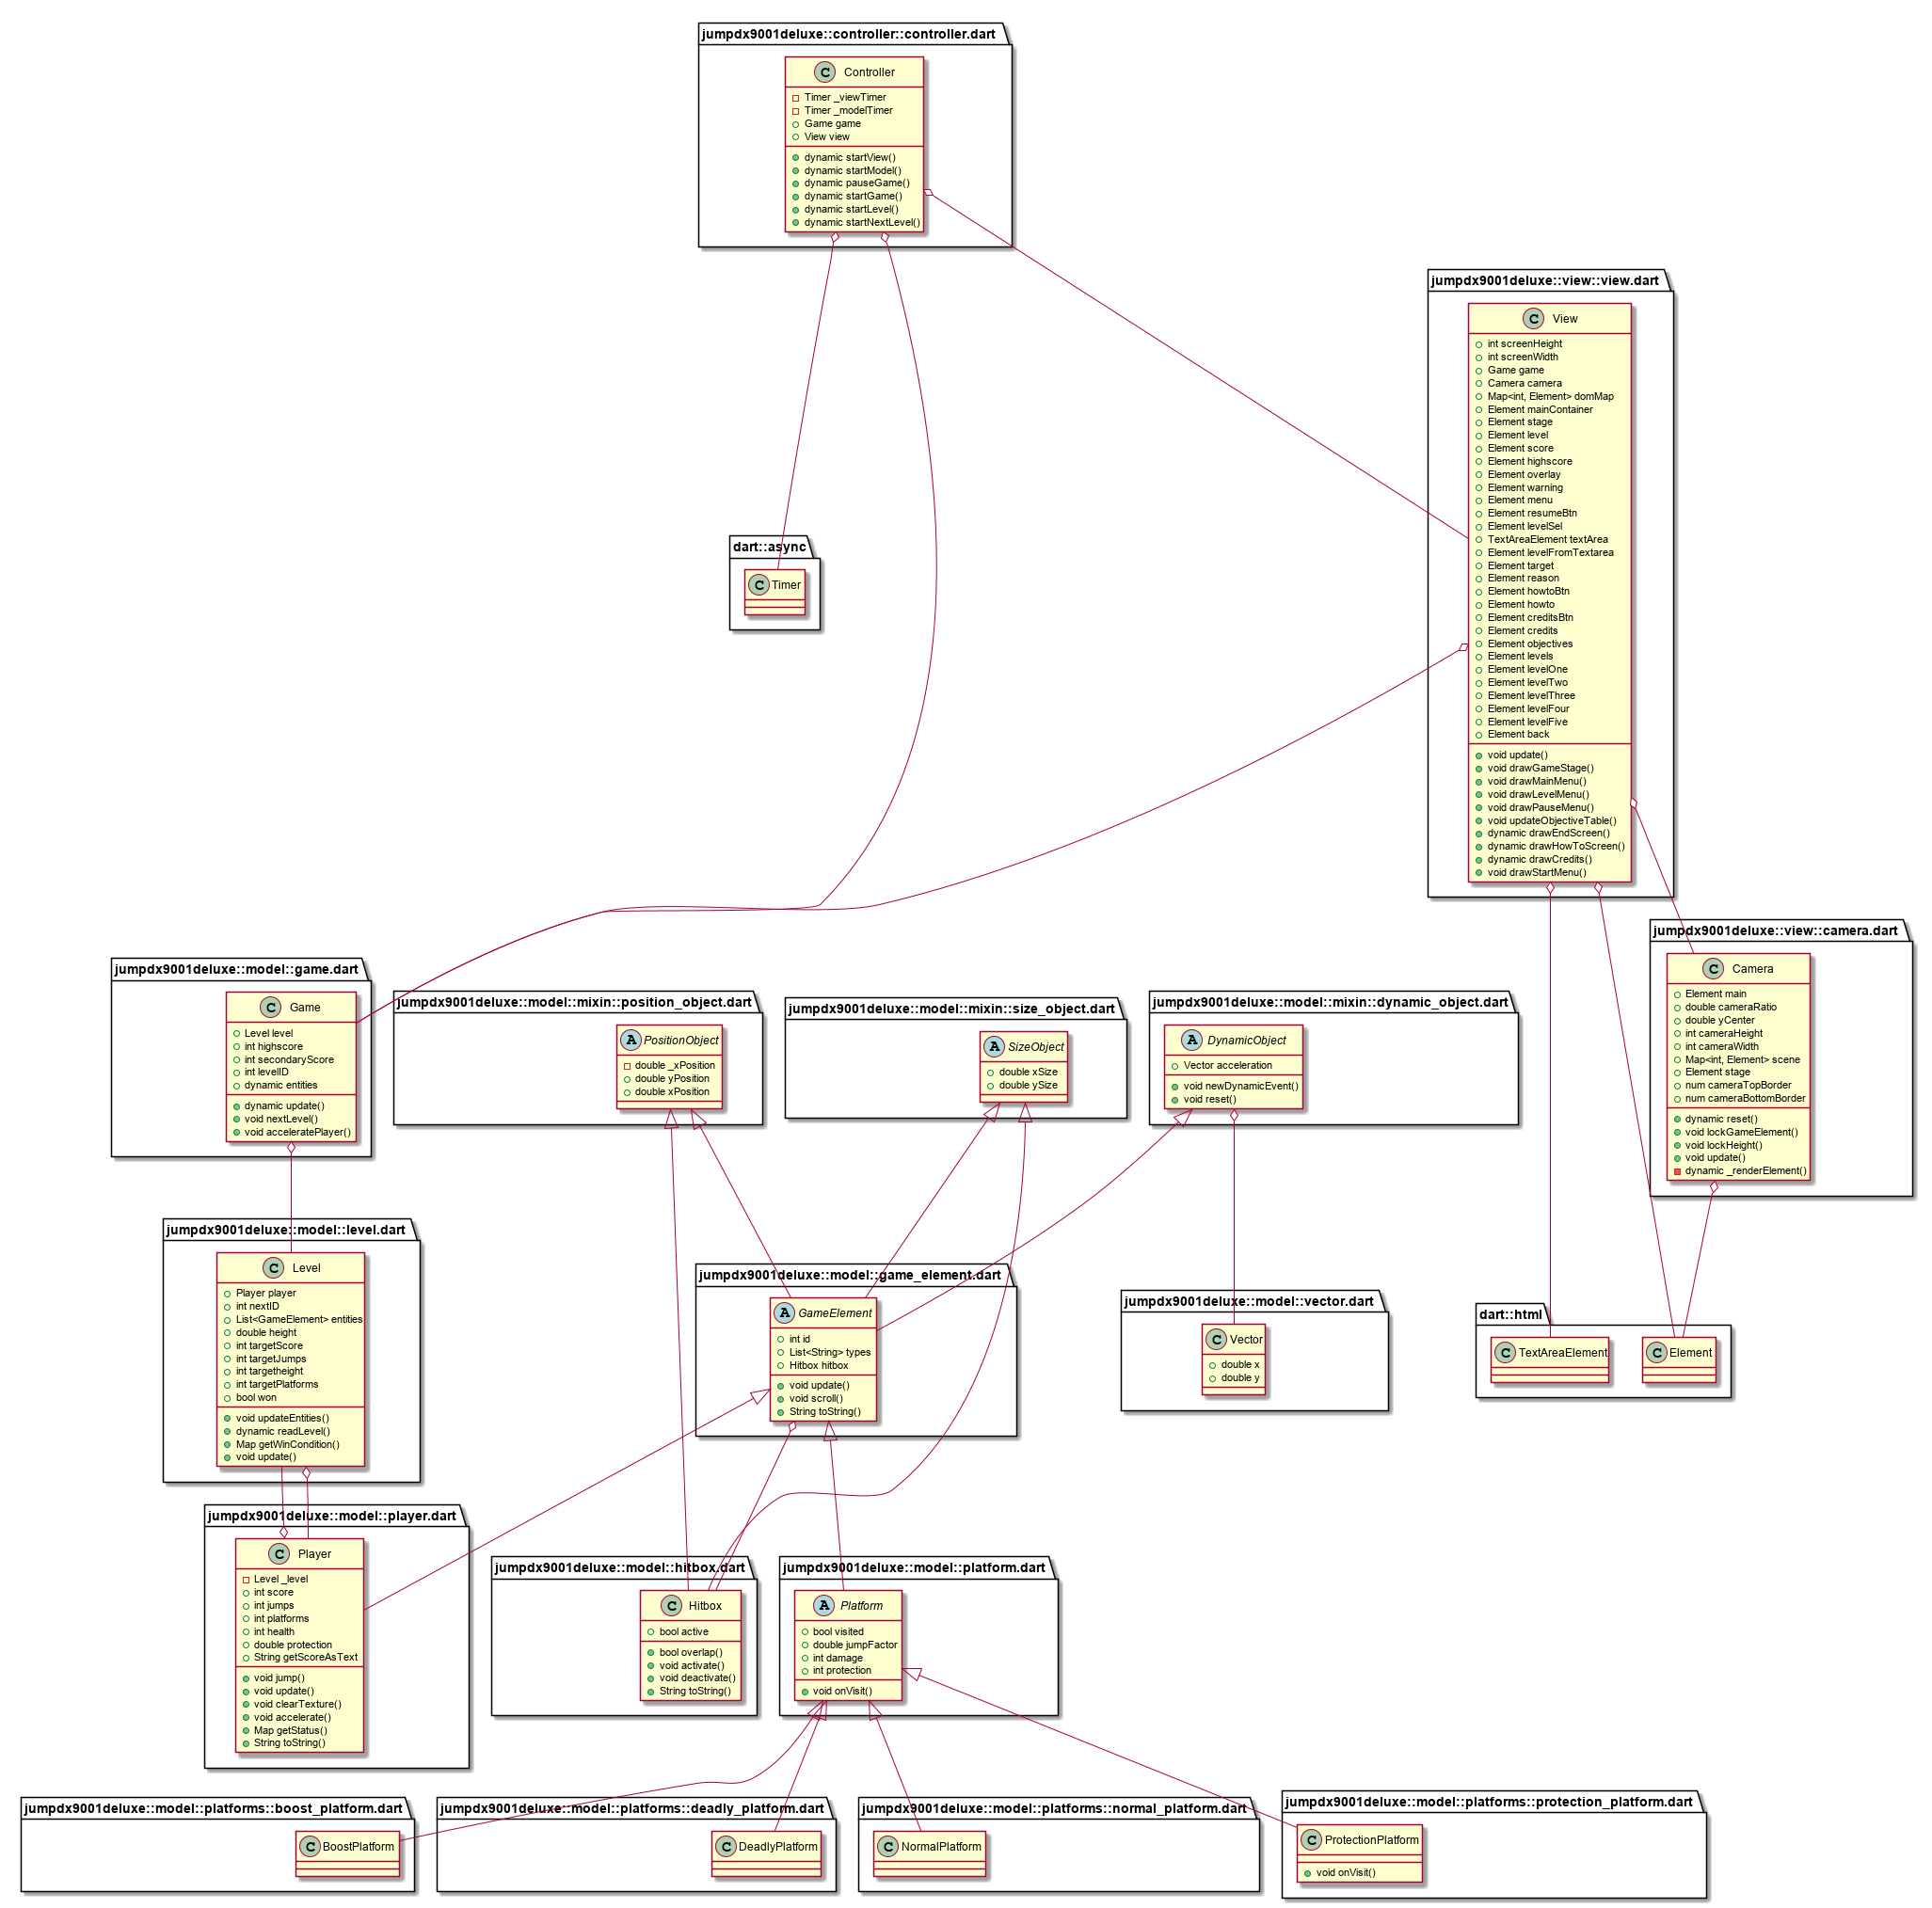 jumpdx9001deluxe::controller::controller.dart
C Controller
Timer _viewTimer
Timer _modelTimer
Game game
View view
dynamic startView()
dynamic startModel()
dynamic pauseGame()
dynamic startGame()
dynamic startLevel()
dynamic startNextLevel()
jumpdx9001deluxe::view::view.dart
C View
int screenHeight
int screenWidth
Game game
Camera camera
Map<int, Element> domMap
Element mainContainer
Element stage
Element level
Element score
Element highscore
Element overlay
Element warning
Element menu
Element resumeBtn
Element levelSel
TextAreaElement textArea
Element levelFromTextarea
Element target
Element reason
Element howtoBtn
Element howto
Element creditsBtn
Element credits
Element objectives
Element levels
Element levelOne
Element levelTwo
Element levelThree
Element levelFour
Element levelFive
Element back
void update()
void drawGameStage()
void drawMainMenu()
void drawLevelMenu()
void drawPauseMenu()
void updateObjectiveTable()
dynamic drawEndScreen()
dynamic drawHowToScreen()
dynamic drawCredits()
void drawStartMenu()
dart::async
C Timer
jumpdx9001deluxe::view::camera.dart
C Camera
Element main
double cameraRatio
double yCenter
int cameraHeight
int cameraWidth
Map<int, Element> scene
Element stage
num cameraTopBorder
num cameraBottomBorder
dynamic reset()
void lockGameElement()
void lockHeight()
void update()
dynamic _renderElement()
jumpdx9001deluxe::model::game.dart
C Game
Level level
int highscore
int secondaryScore
int levelID
dynamic entities
dynamic update()
void nextLevel()
void acceleratePlayer()
jumpdx9001deluxe::model::mixin::position_object.dart
A PositionObject
double _xPosition
double yPosition
double xPosition
jumpdx9001deluxe::model::mixin::size_object.dart
A SizeObject
double xSize
double ySize
jumpdx9001deluxe::model::mixin::dynamic_object.dart
A DynamicObject
Vector acceleration
void newDynamicEvent()
void reset()
jumpdx9001deluxe::model::level.dart
C Level
Player player
int nextID
List<GameElement> entities
double height
int targetScore
int targetJumps
int targetheight
int targetPlatforms
bool won
void updateEntities()
dynamic readLevel()
Map getWinCondition()
void update()
jumpdx9001deluxe::model::game_element.dart
A GameElement
int id
List<String> types
Hitbox hitbox
void update()
void scroll()
String toString()
jumpdx9001deluxe::model::vector.dart
C Vector
double x
double y
dart::html
C TextAreaElement
C Element
jumpdx9001deluxe::model::player.dart
C Player
Level _level
int score
int jumps
int platforms
int health
double protection
String getScoreAsText
void jump()
void update()
void clearTexture()
void accelerate()
Map getStatus()
String toString()
jumpdx9001deluxe::model::hitbox.dart
C Hitbox
bool active
bool overlap()
void activate()
void deactivate()
String toString()
jumpdx9001deluxe::model::platform.dart
A Platform
bool visited
double jumpFactor
int damage
int protection
void onVisit()
jumpdx9001deluxe::model::platforms::boost_platform.dart
C BoostPlatform
jumpdx9001deluxe::model::platforms::deadly_platform.dart
C DeadlyPlatform
jumpdx9001deluxe::model::platforms::normal_platform.dart
C NormalPlatform
jumpdx9001deluxe::model::platforms::protection_platform.dart
C ProtectionPlatform
void onVisit()